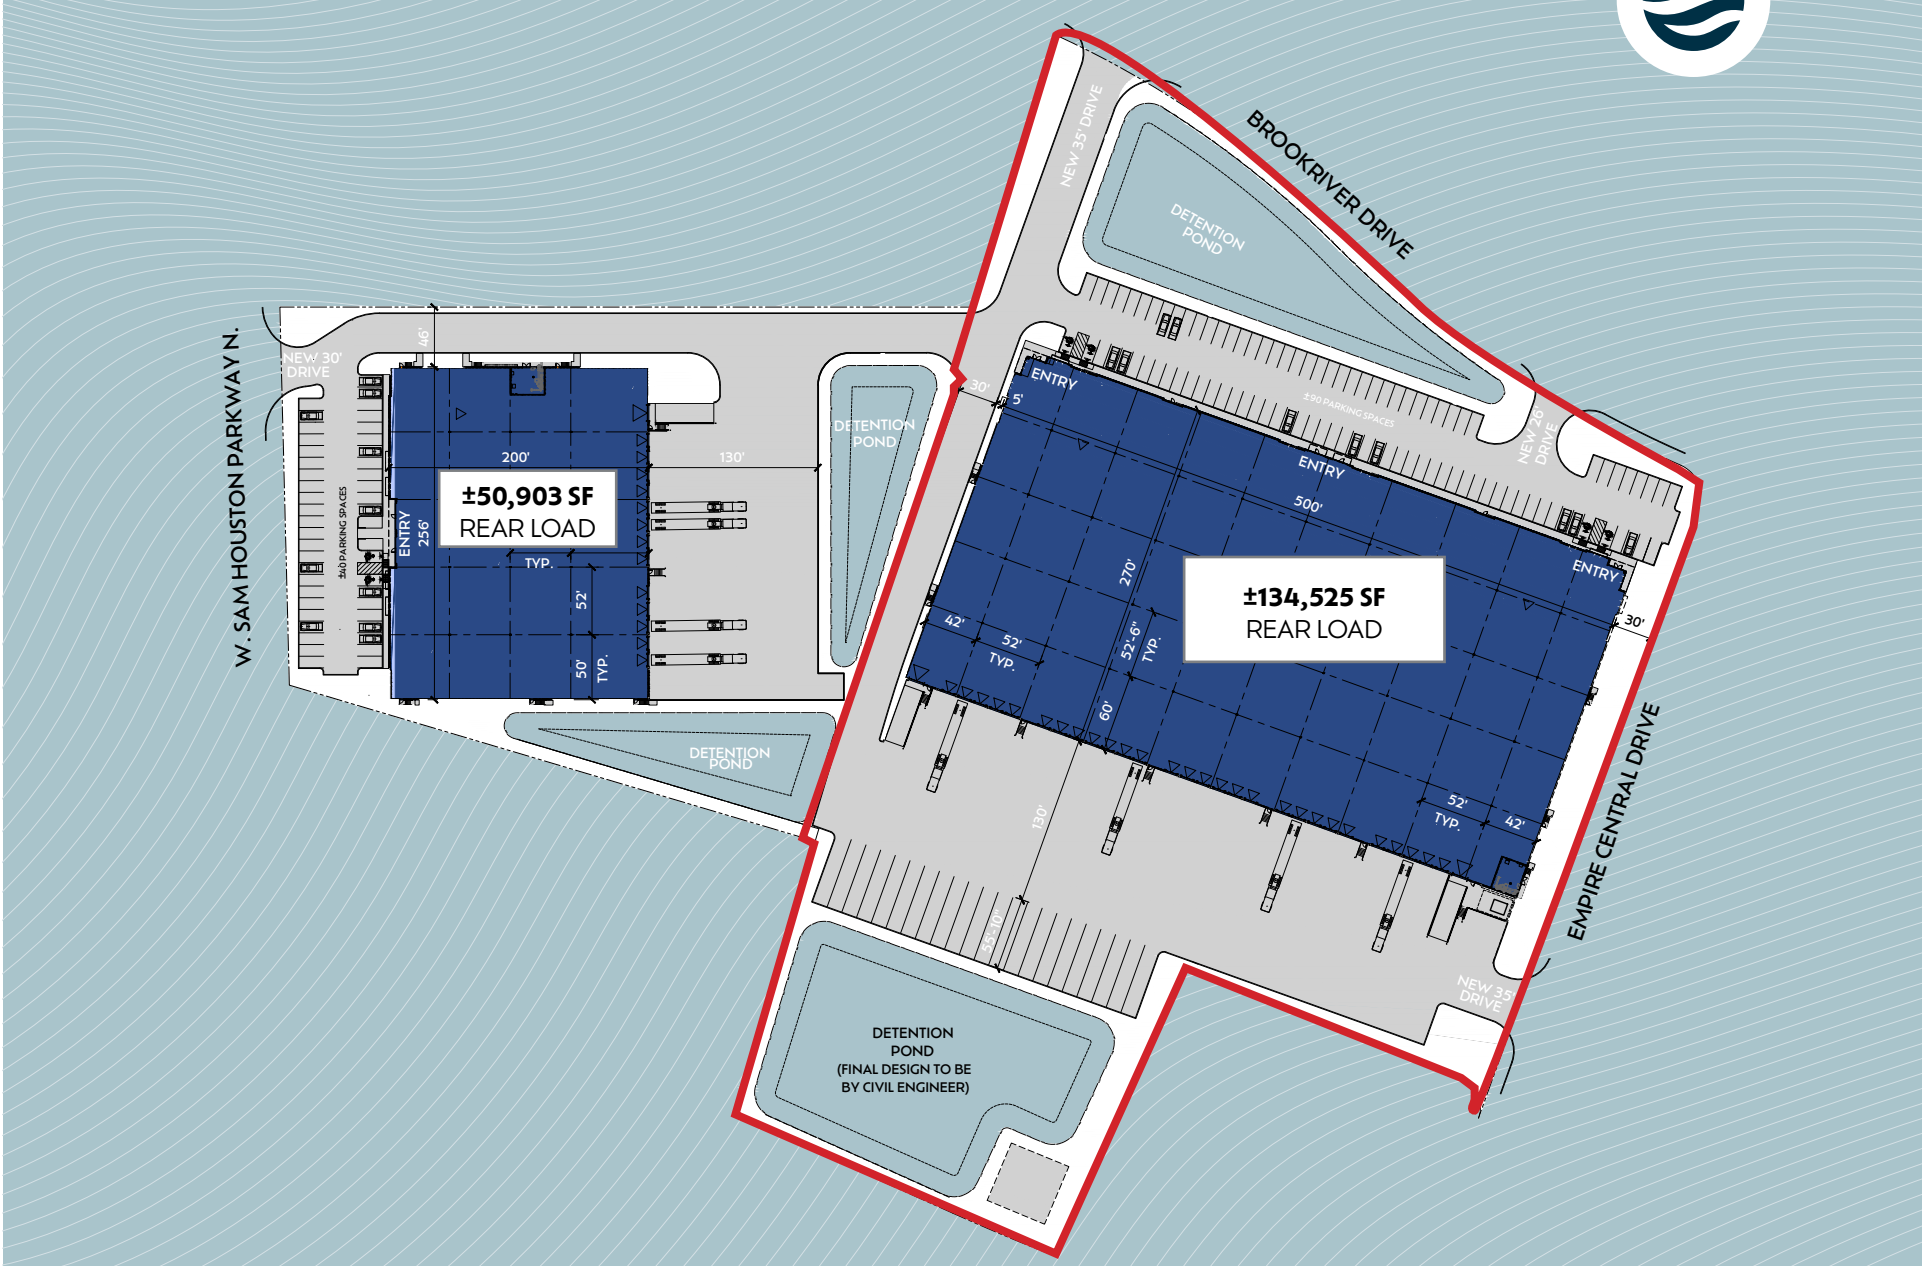 BROOKRIVER DRIVE
NEW 35' DRIVE
DETENTION
POND
W. SAM HOUSTON PARKWAY N.
NEW 30'
DRIVE
46'
±40 PARKING SPACES
ENTRY
256'
200'
±50,903 SF
REAR LOAD
TYP.
52'
50'
TYP.
130'
DETENTION
POND
DETENTION
POND
30'
5'
ENTRY
±90 PARKING SPACES
NEW 26'
DRIVE
ENTRY
500'
ENTRY
270'
±134,525 SF
REAR LOAD
30'
42'
52'
TYP.
52'-6"
TYP.
60'
52'
TYP.
42'
130'
55'-10"
EMPIRE CENTRAL DRIVE
NEW 35'
DRIVE
DETENTION
POND
(FINAL DESIGN TO BE
BY CIVIL ENGINEER)